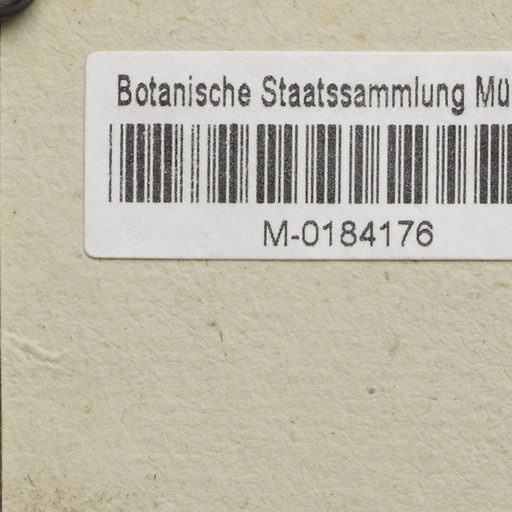 Botanische Staatssammlung Mü
M-0184176